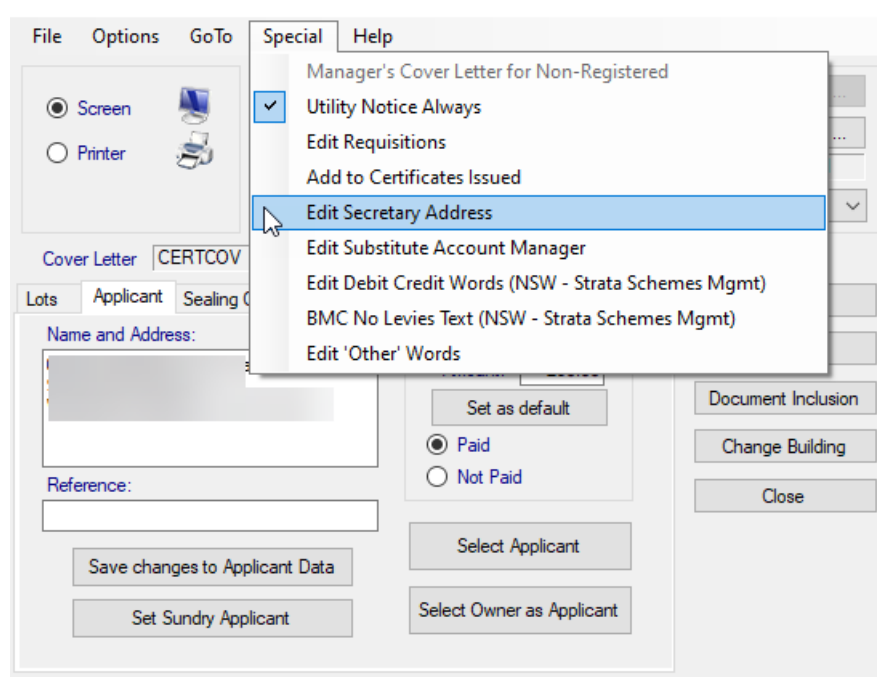 File Options GoTo Special Help
Manager's Cover Letter for Non-Registered
Utility Notice Always
Edit Requisitions
Add to Certificates Issued
Edit Secretary Address
Edit Substitute Account Manager
Edit Debit Credit Words (NSW - Strata Schemes Mgmt)
BMC No Levies Text (NSW - Strata Schemes Mgmt)
Edit 'Other' Words
Screen
Printer
...
...
Cover Letter CERTCOV
Lots Applicant Sealing
Name and Address:
Set as default
Paid
Not Paid
Reference:
Save changes to Applicant Data
Set Sundry Applicant
Select Applicant
Select Owner as Applicant
Document Inclusion
Change Building
Close